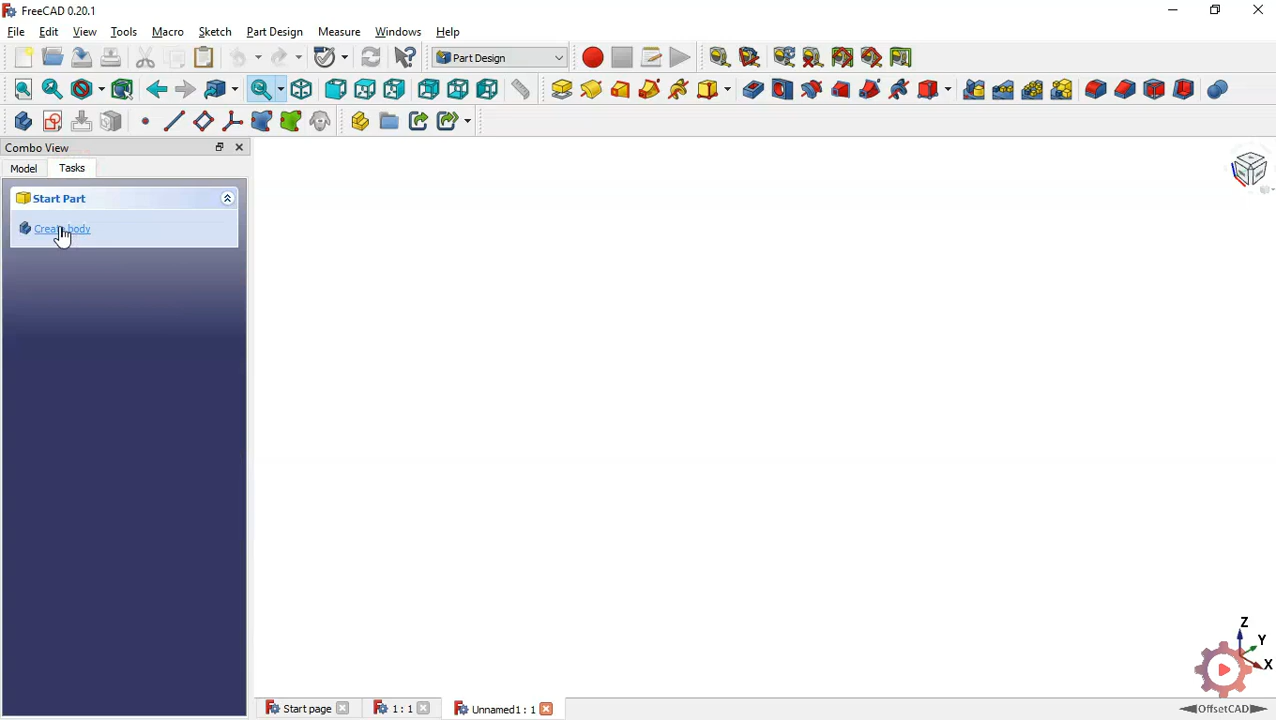 FreeCAD 0.20.1
File Edit View Tools Macro Sketch Part Design Measure Windows Help
Part Design
Combo View
Model Tasks
Start Part
Create body
Z
Y
X
Start page 1 : 1 Unnamed1 : 1
OffsetCAD